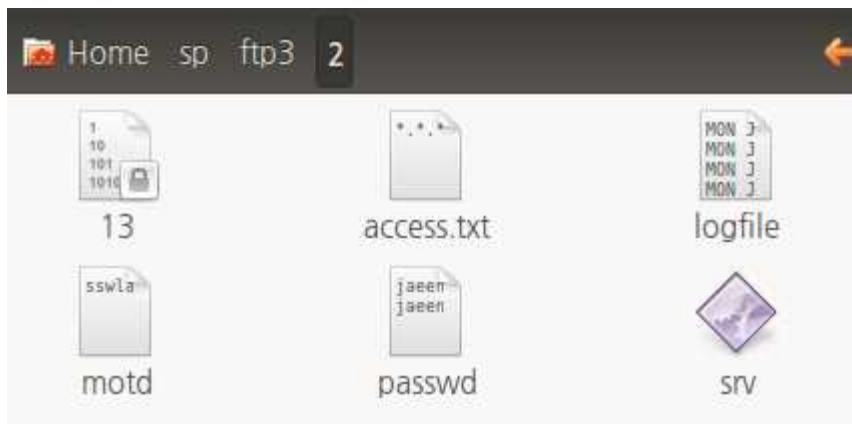 Home sp ftp3 2
1
10
101
1010
13
*.*.*
access.txt
MON J
MON J
MON J
MON J
logfile
sswla
motd
jaeen
jaeen
passwd
srv